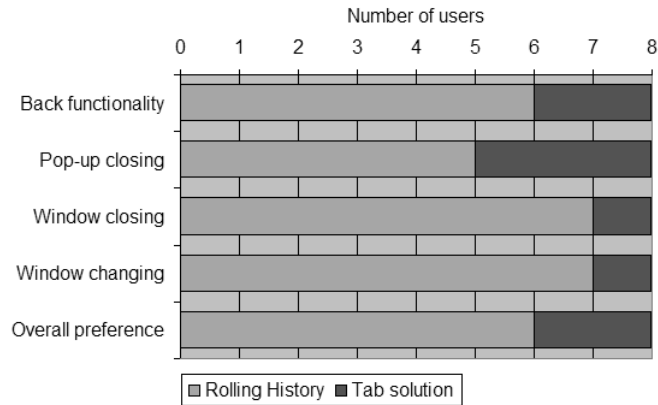 Number of users
0 1 2 3 4 5 6 7 8
Back functionality
Pop-up closing
Window closing
Window changing
Overall preference
Rolling History Tab solution